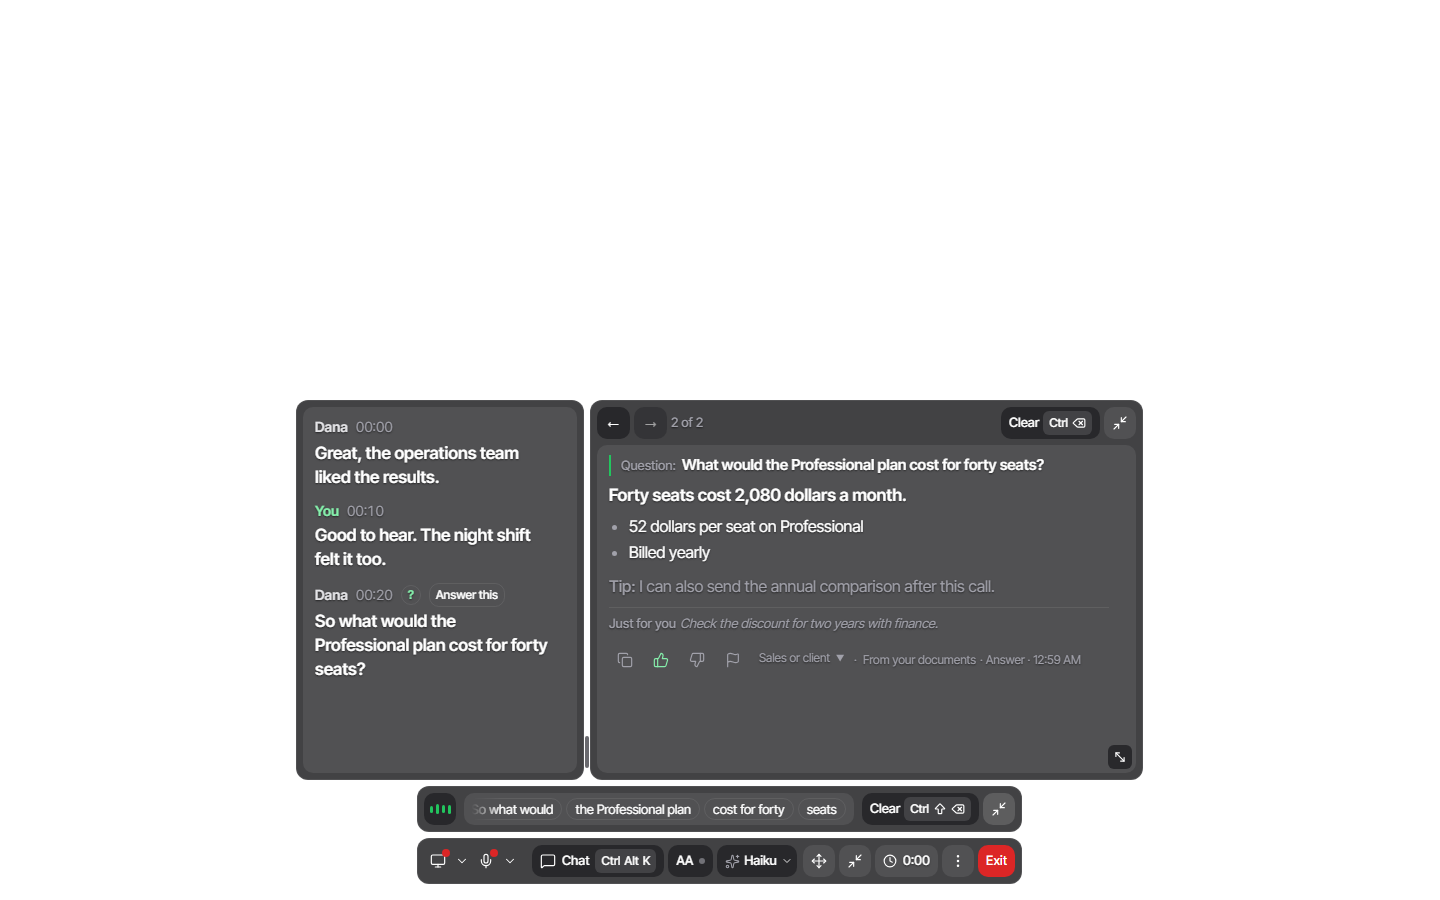 Dana 00:00
Great, the operations team
liked the results.
You 00:10
Good to hear. The night shift
felt it too.
Dana 00:20 ? Answer this
So what would the
Professional plan cost for forty
seats?
← → 2 of 2 Clear Ctrl
Question: What would the Professional plan cost for forty seats?
Forty seats cost 2,080 dollars a month.
• 52 dollars per seat on Professional
• Billed yearly
Tip: I can also send the annual comparison after this call.
Just for you Check the discount for two years with finance.
Sales or client ▼ · From your documents · Answer · 12:59 AM
So what would the Professional plan cost for forty seats Clear Ctrl
Chat Ctrl Alt K AA Haiku 0:00 Exit